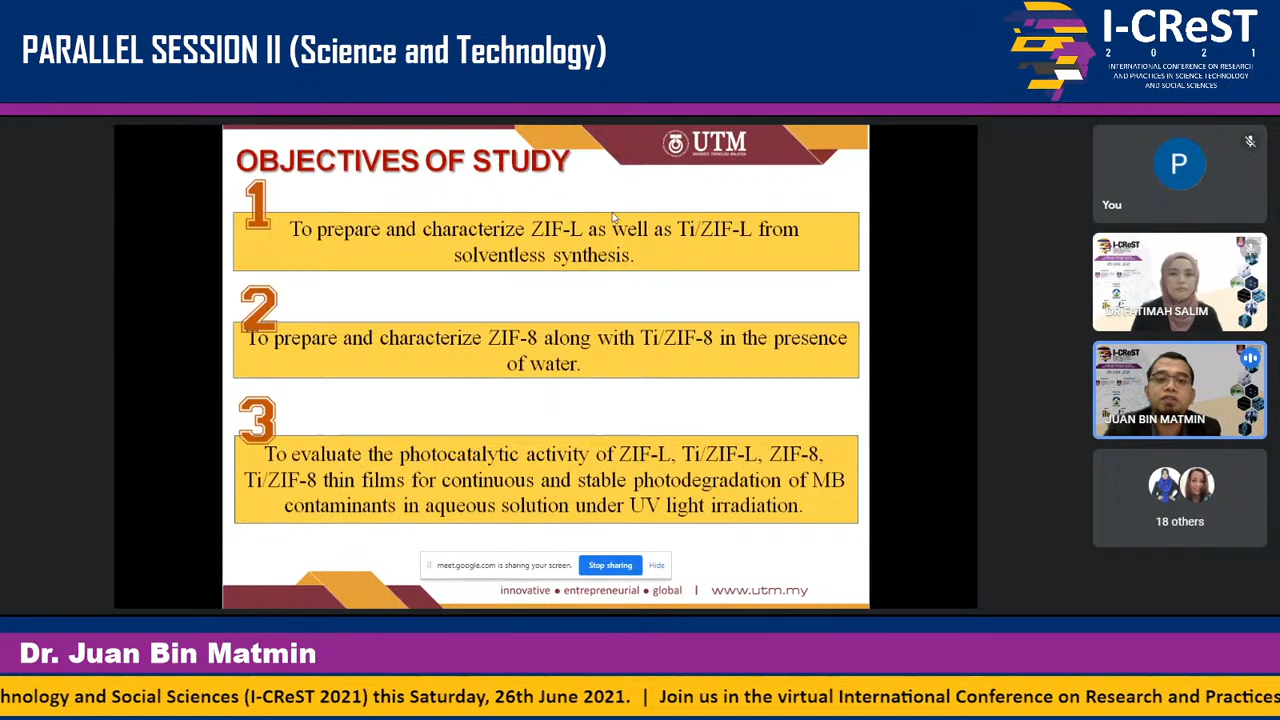 PARALLEL SESSION II (Science and Technology)
I-CReST
2 0 2 1
INTERNATIONAL CONFERENCE ON RESEARCH
AND PRACTICES IN SCIENCE TECHNOLOGY
AND SOCIAL SCIENCES
UTM
UNIVERSITI TEKNOLOGI MALAYSIA
OBJECTIVES OF STUDY
1
To prepare and characterize ZIF-L as well as Ti/ZIF-L from
solventless synthesis.
2
To prepare and characterize ZIF-8 along with Ti/ZIF-8 in the presence
of water.
3
To evaluate the photocatalytic activity of ZIF-L, Ti/ZIF-L, ZIF-8,
Ti/ZIF-8 thin films for continuous and stable photodegradation of MB
contaminants in aqueous solution under UV light irradiation.
meet.google.com is sharing your screen.
Stop sharing
Hide
innovative ● entrepreneurial ● global | www.utm.my
P
You
I-CReST
DR FATIMAH SALIM
I-CReST
JUAN BIN MATMIN
18 others
Dr. Juan Bin Matmin
hnology and Social Sciences (I-CReST 2021) this Saturday, 26th June 2021. | Join us in the virtual International Conference on Research and Practices